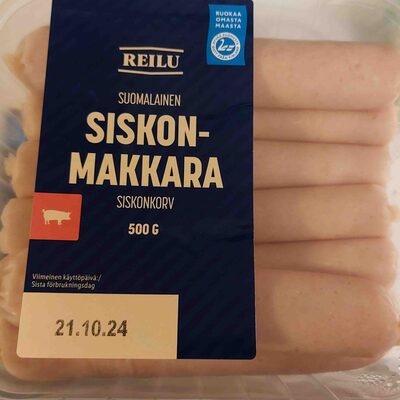 RUOKAA
OMASTA
MAASTA
REILU
SUOMALAINEN
SISKON-
MAKKARA
SISKONKORV
500 G
Viimeinen käyttöpäivä:/
Sista förbrukningsdag
21.10.24